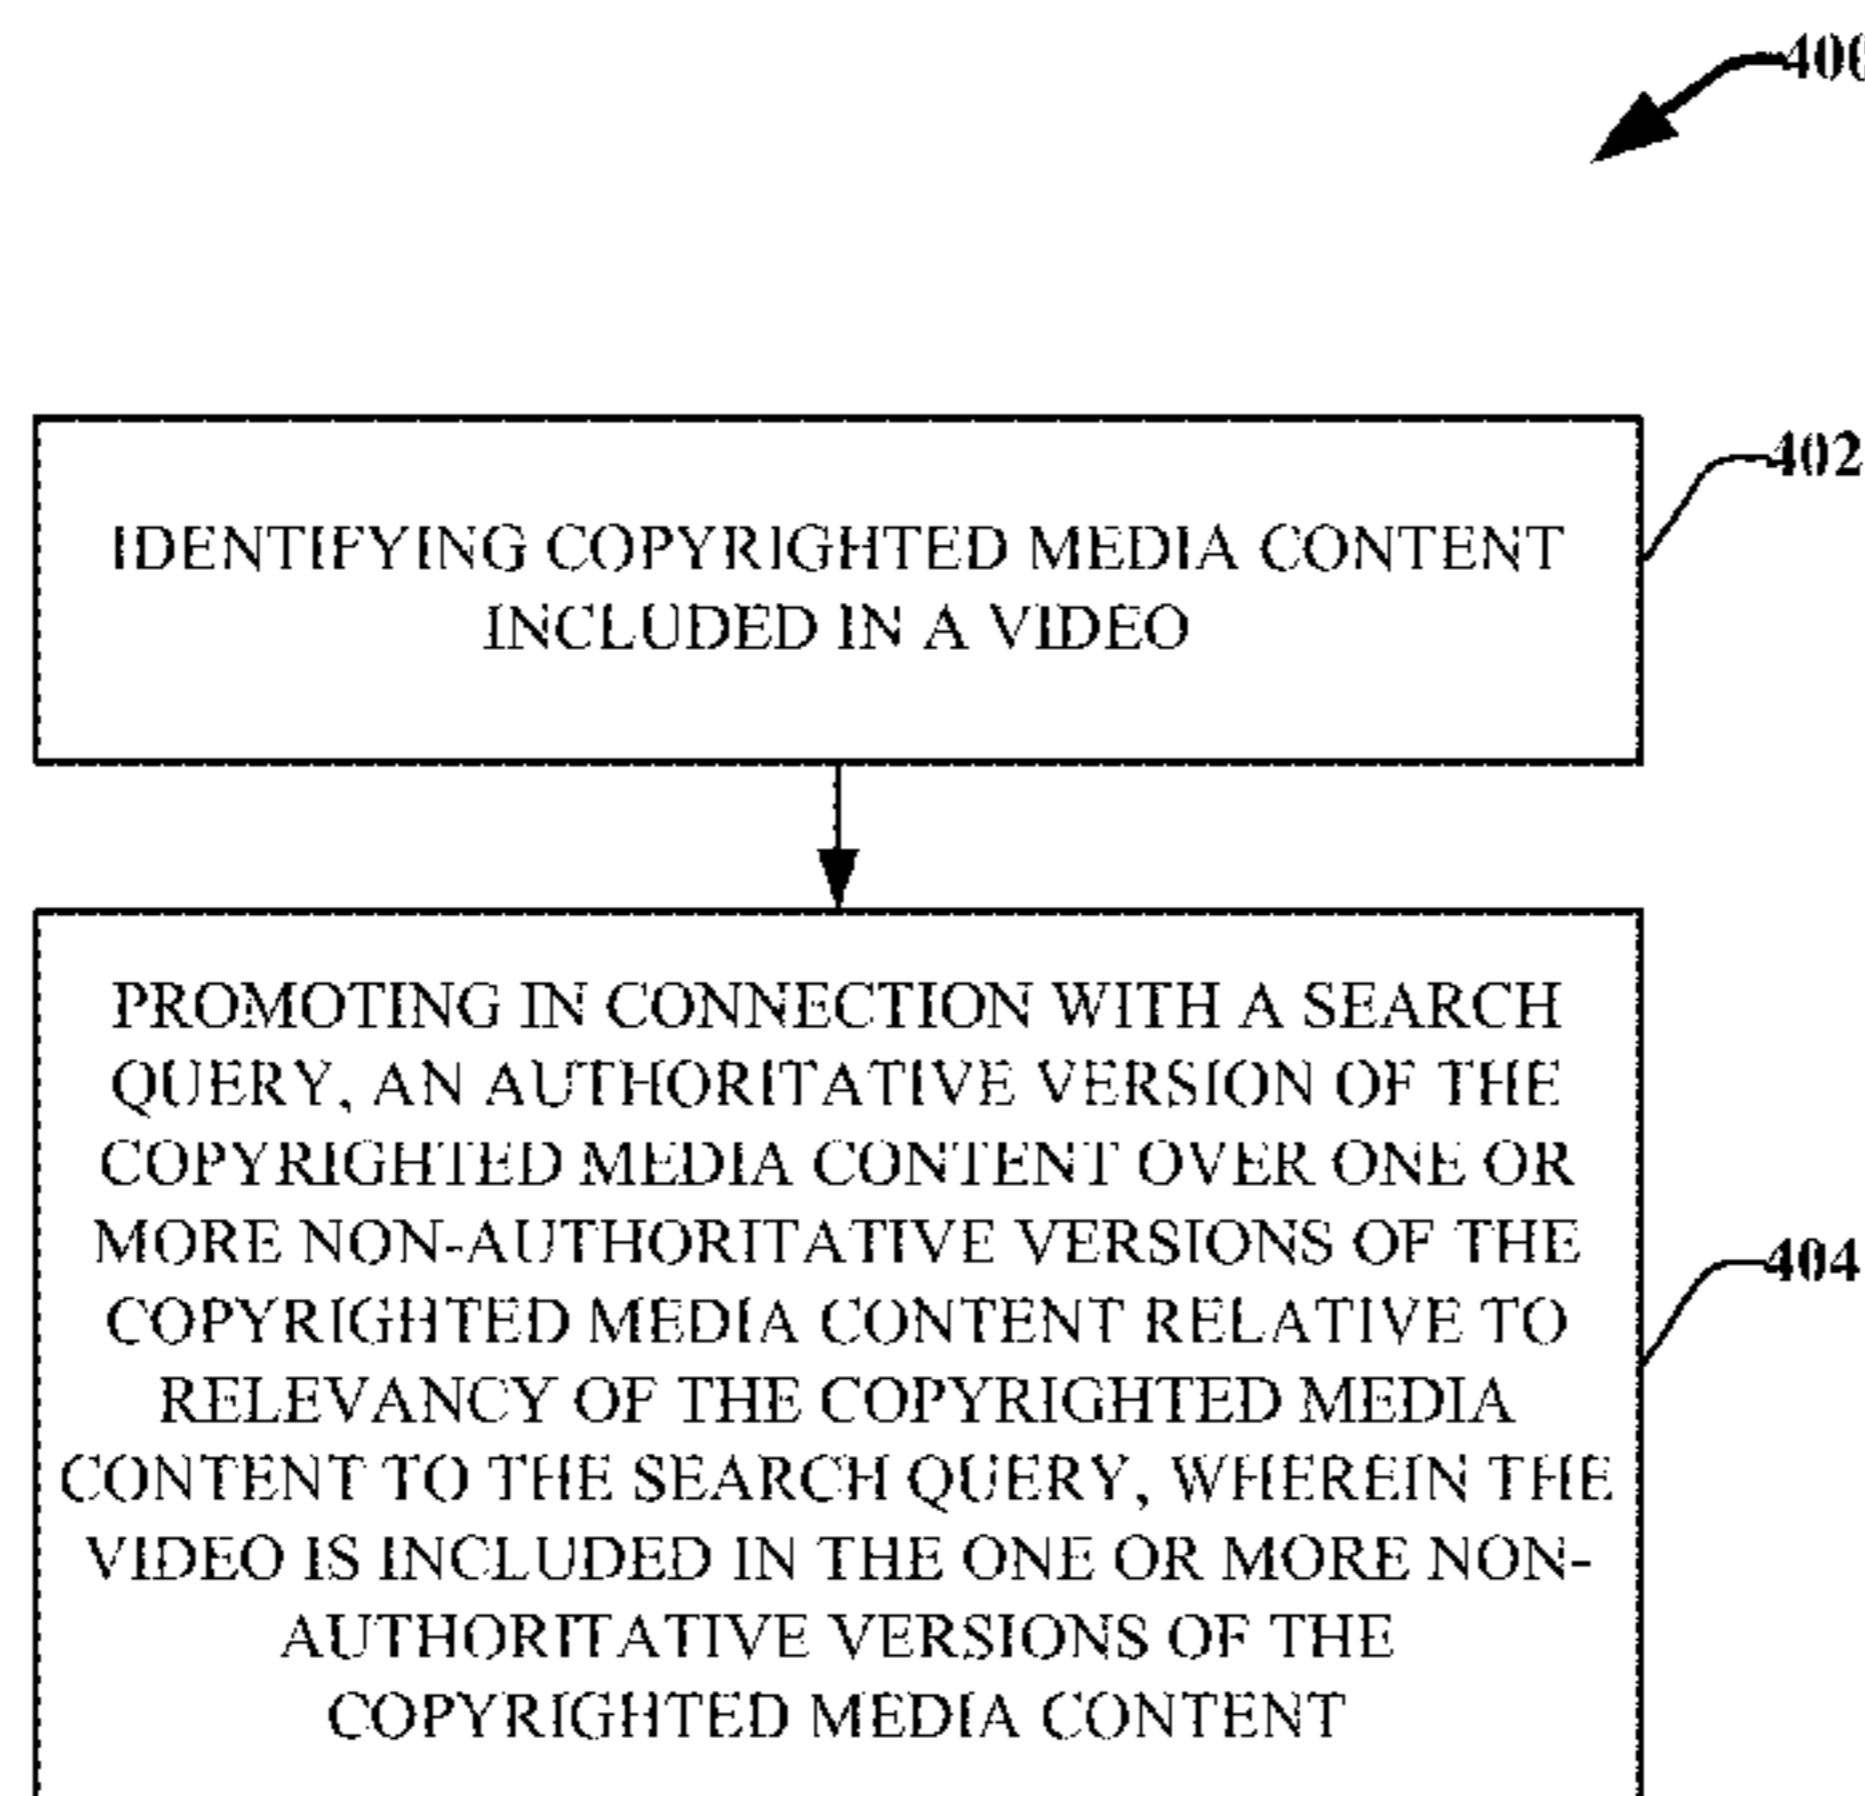 402
IDENTIFYING COPYRIGHTED MEDIA CONTENT
INCLUDED IN A VIDEO
PROMOTING IN CONNECTION WITH A SEARCH
QUERY, AN AUTHORITATIVE VERSION OF THE
COPYRIGHTED MEDIA CONTENT OVER ONE OR
MORE NON-AUTHORITATIVE VERSIONS OF THE
404
COPYRIGHTED MEDIA CONTENT RELATIVE TO
RELEVANCY OF THE COPYRIGHTED MEDIA
CONTENT TO THE SEARCH QUERY, WHEREIN THE
VIDEO IS INCLUDED IN THE ONE OR MORE NON-
AUTHORITATIVE VERSIONS OF THE
COPYRIGHTED MEDIA CONTENT